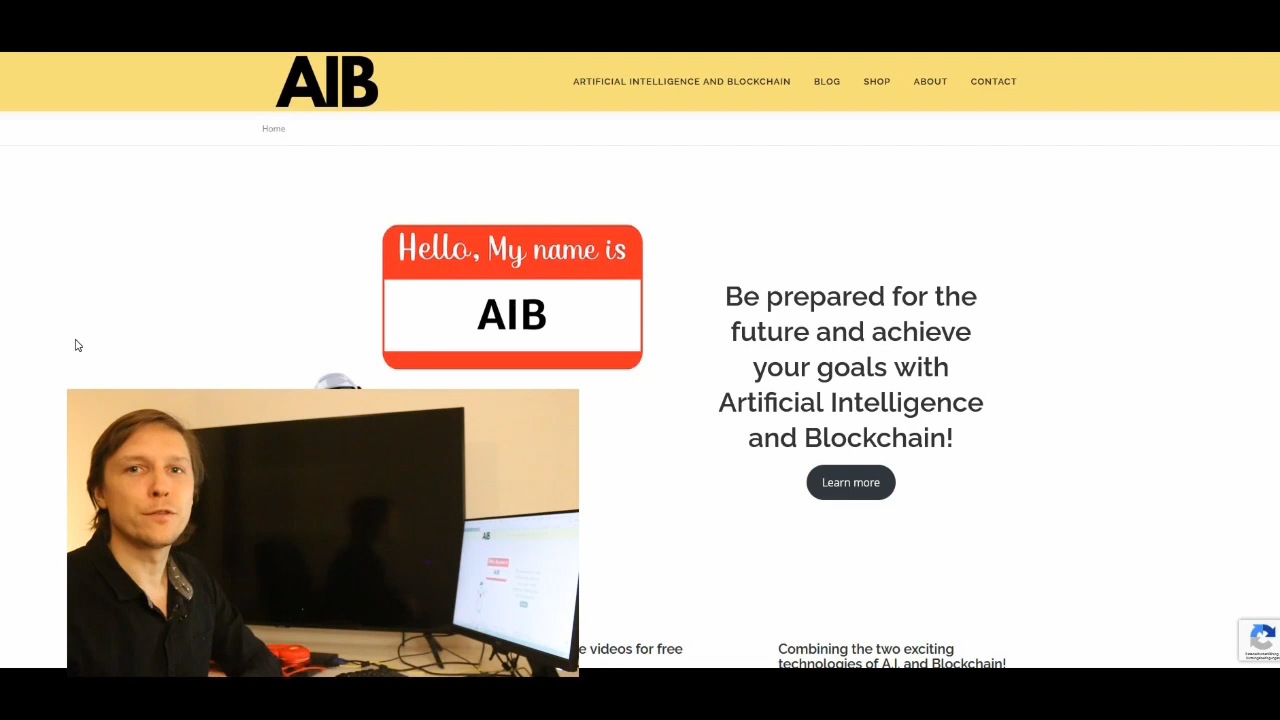 AIB
ARTIFICIAL INTELLIGENCE AND BLOCKCHAIN BLOG SHOP ABOUT CONTACT
Home
Hello, My name is
AIB
Be prepared for the
future and achieve
your goals with
Artificial Intelligence
and Blockchain!
Learn more
AIB
videos for free
Combining the two exciting
technologies of A.I. and Blockchain!